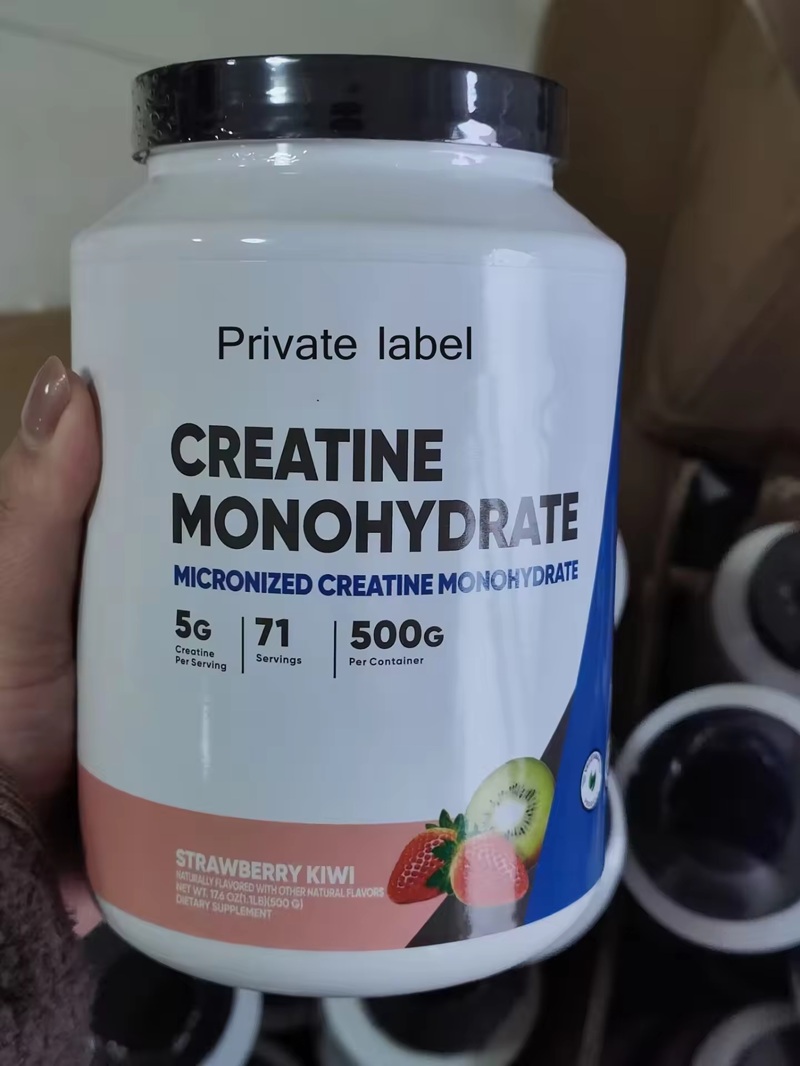 Private label
CREATINE
MONOHYDRATE
MICRONIZED CREATINE MONOHYDRATE
5G 71 500G
Creatine Servings Per Container
Per Serving
STRAWBERRY KIWI
NATURALLY FLAVORED WITH OTHER NATURAL FLAVORS
NET WT. 17.6 OZ(1.1LB)(500 G)
DIETARY SUPPLEMENT